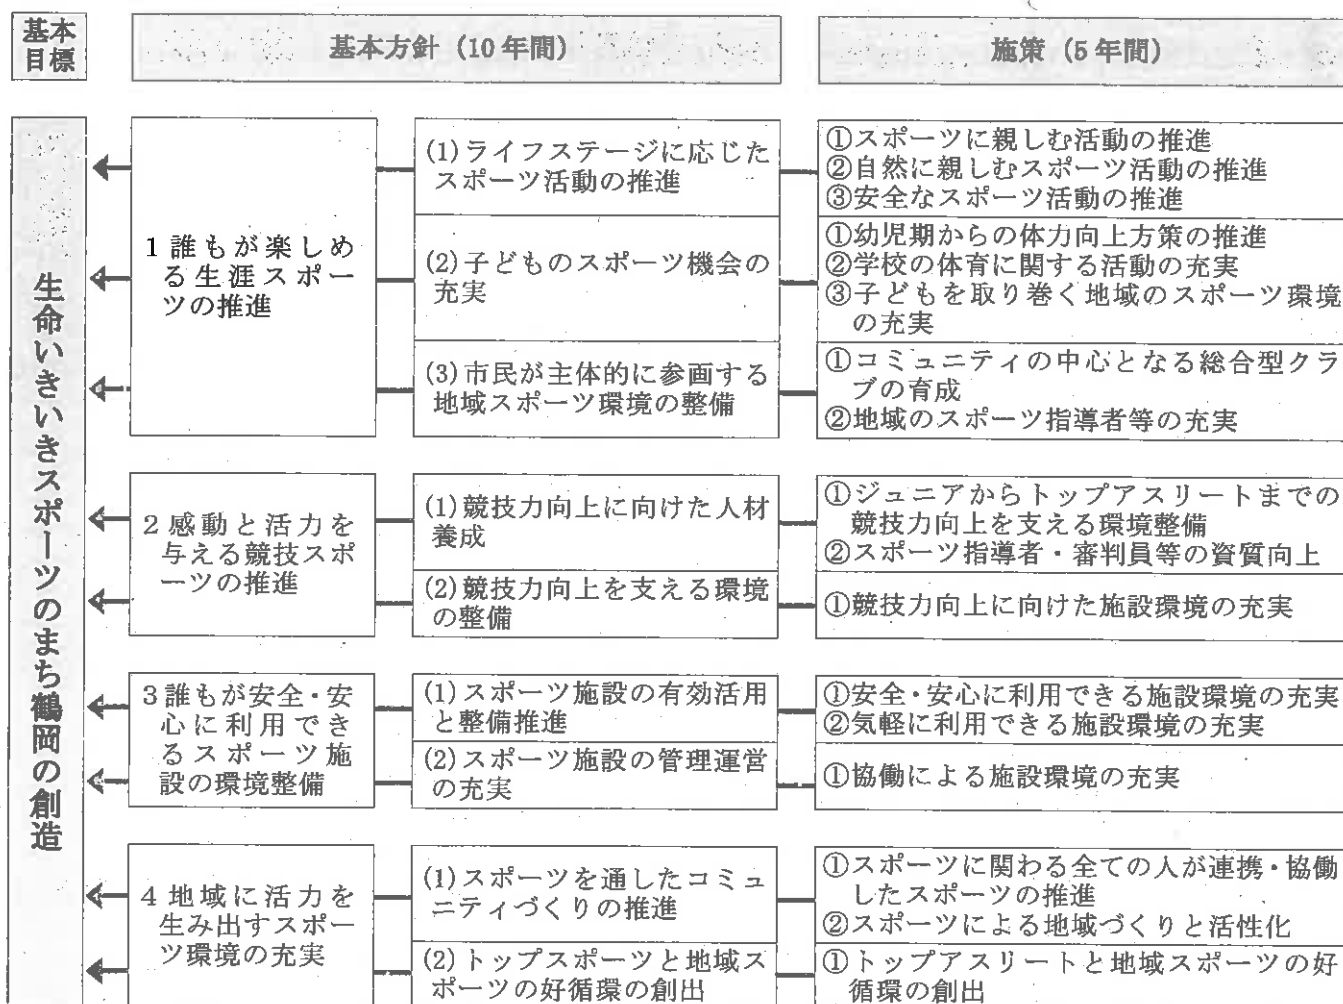 基本
目標
基本方針（10年間）
施策（5年間）
生命いきいきスポーツのまち鶴岡の創造
1誰もが楽しめ
る生涯スポー
ツの推進
(1)ライフステージに応じた
スポーツ活動の推進
①スポーツに親しむ活動の推進
②自然に親しむスポーツ活動の推進
③安全なスポーツ活動の推進
(2)子どものスポーツ機会の
充実
①幼児期からの体力向上方策の推進
②学校の体育に関する活動の充実
③子どもを取り巻く地域のスポーツ環境
の充実
(3)市民が主体的に参画する
地域スポーツ環境の整備
①コミュニティの中心となる総合型クラ
ブの育成
②地域のスポーツ指導者等の充実
2感動と活力を
与える競技スポ
ーツの推進
(1)競技力向上に向けた人材
養成
①ジュニアからトップアスリートまでの
競技力向上を支える環境整備
②スポーツ指導者・審判員等の資質向上
(2)競技力向上を支える環境
の整備
①競技力向上に向けた施設環境の充実
3誰もが安全・安
心に利用でき
るスポーツ施
設の環境整備
(1)スポーツ施設の有効活用
と整備推進
①安全・安心に利用できる施設環境の充実
②気軽に利用できる施設環境の充実
(2)スポーツ施設の管理運営
の充実
①協働による施設環境の充実
4地域に活力を
生み出すスポー
ツ環境の充実
(1)スポーツを通したコミュ
ニティづくりの推進
①スポーツに関わる全ての人が連携・協働
したスポーツの推進
②スポーツによる地域づくりと活性化
(2)トップスポーツと地域ス
ポーツの好循環の創出
①トップアスリートと地域スポーツの好
循環の創出